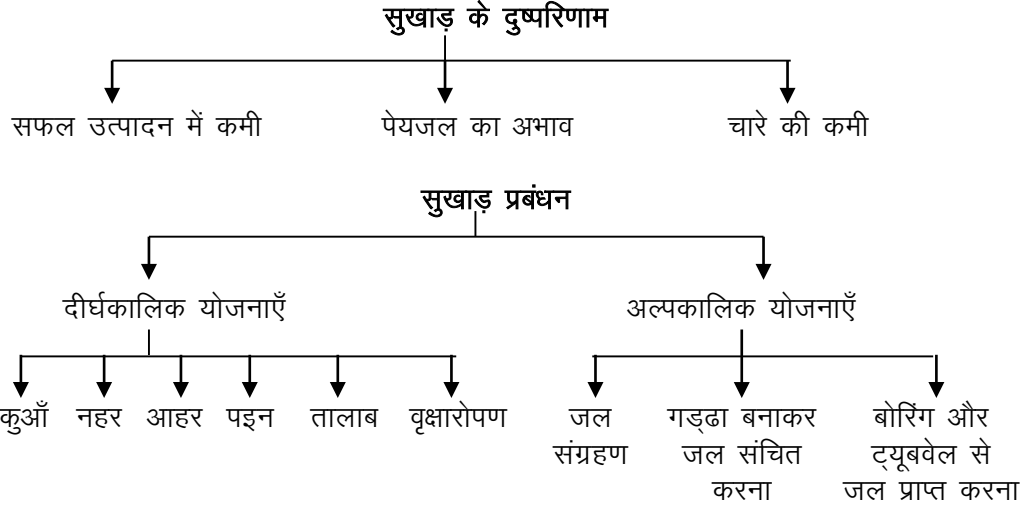 सुखाड़ के दुष्परिणाम
सफल उत्पादन में कमी पेयजल का अभाव चारे की कमी
सुखाड़ प्रबंधन
दीर्घकालिक योजनाएँ अल्पकालिक योजनाएँ
कुआँ नहर आहर पइन तालाब वृक्षारोपण
जल
संग्रहण
गड्ढा बनाकर
जल संचित
करना
बोरिंग और
ट्यूबवेल से
जल प्राप्त करना